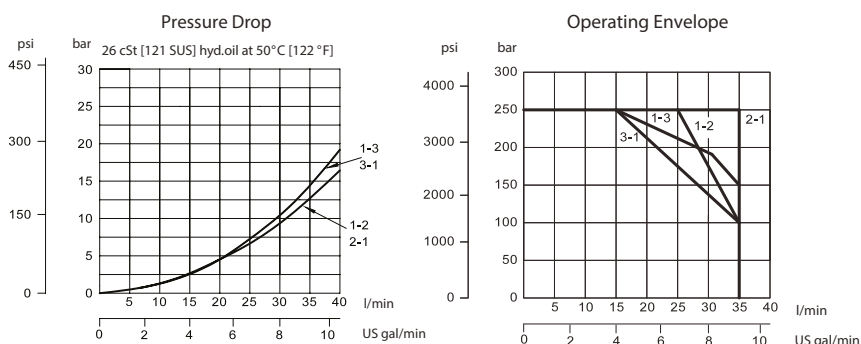 Pressure Drop
psi
bar
26 cSt [121 SUS] hyd.oil at 50°C [122 °F]
450
300
150
0
30
25
20
15
10
5
0
1-3
3-1
1-2
2-1
5 10 15 20 25 30 35 40
l/min
0 2 4 6 8 10
US gal/min
Operating Envelope
psi
bar
4000
3000
2000
1000
0
300
250
200
150
100
50
0
1-3
1-2
2-1
3-1
5 10 15 20 25 30 35 40
l/min
0 2 4 6 8 10
US gal/min